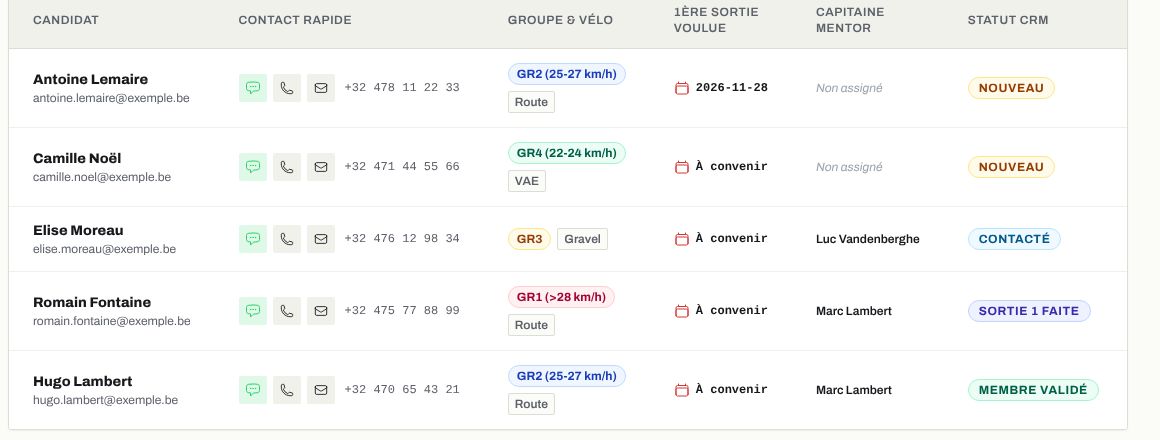 CANDIDAT
CONTACT RAPIDE
GROUPE & VÉLO
1ÈRE SORTIE
VOULUE
CAPITAINE
MENTOR
STATUT CRM
Antoine Lemaire
antoine.lemaire@exemple.be
+32 478 11 22 33
GR2 (25-27 km/h)
Route
2026-11-28
Non assigné
NOUVEAU
Camille Noël
camille.noel@exemple.be
+32 471 44 55 66
GR4 (22-24 km/h)
VAE
À convenir
Non assigné
NOUVEAU
Elise Moreau
elise.moreau@exemple.be
+32 476 12 98 34
GR3 Gravel
À convenir
Luc Vandenberghe
CONTACTÉ
Romain Fontaine
romain.fontaine@exemple.be
+32 475 77 88 99
GR1 (>28 km/h)
Route
À convenir
Marc Lambert
SORTIE 1 FAITE
Hugo Lambert
hugo.lambert@exemple.be
+32 470 65 43 21
GR2 (25-27 km/h)
Route
À convenir
Marc Lambert
MEMBRE VALIDÉ